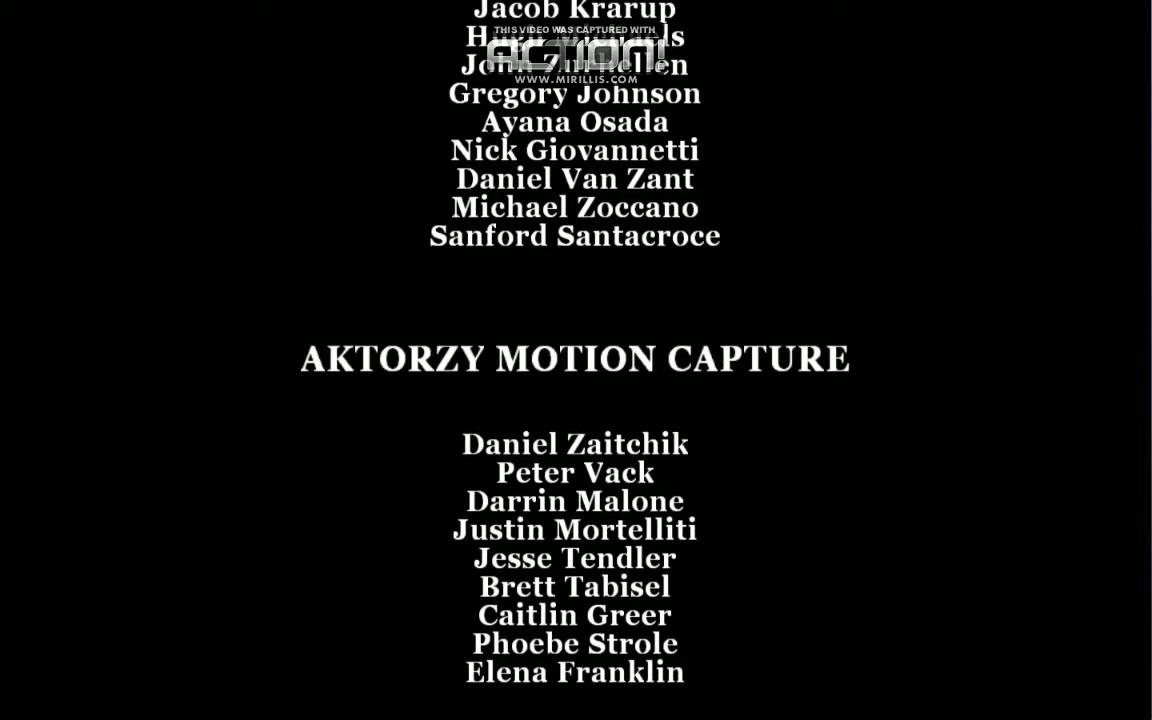 Jacob Krarup
THIS VIDEO WAS CAPTURED WITH
ACTION!
WWW.MIRILLIS.COM
Gregory Johnson
Ayana Osada
Nick Giovannetti
Daniel Van Zant
Michael Zoccano
Sanford Santacroce
AKTORZY MOTION CAPTURE
Daniel Zaitchik
Peter Vack
Darrin Malone
Justin Mortelliti
Jesse Tendler
Brett Tabisel
Caitlin Greer
Phoebe Strole
Elena Franklin